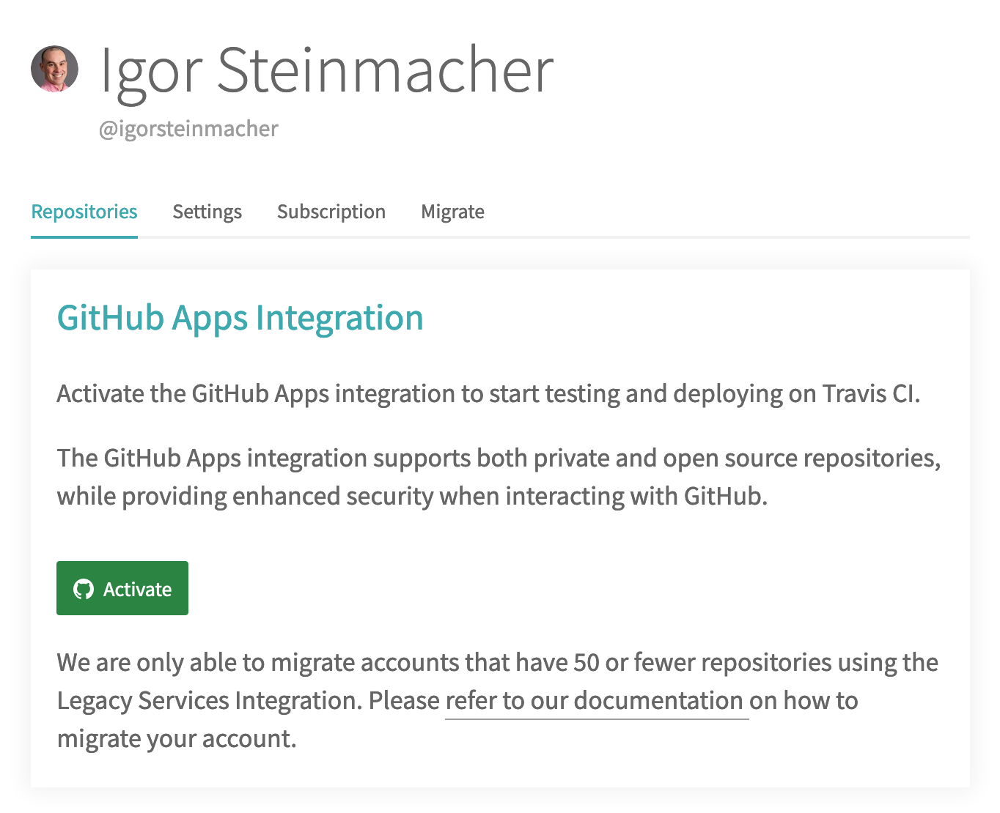 Igor Steinmacher
@igorsteinmacher
Repositories Settings Subscription Migrate
GitHub Apps Integration
Activate the GitHub Apps integration to start testing and deploying on Travis CI.
The GitHub Apps integration supports both private and open source repositories,
while providing enhanced security when interacting with GitHub.
Activate
We are only able to migrate accounts that have 50 or fewer repositories using the
Legacy Services Integration. Please refer to our documentation on how to
migrate your account.